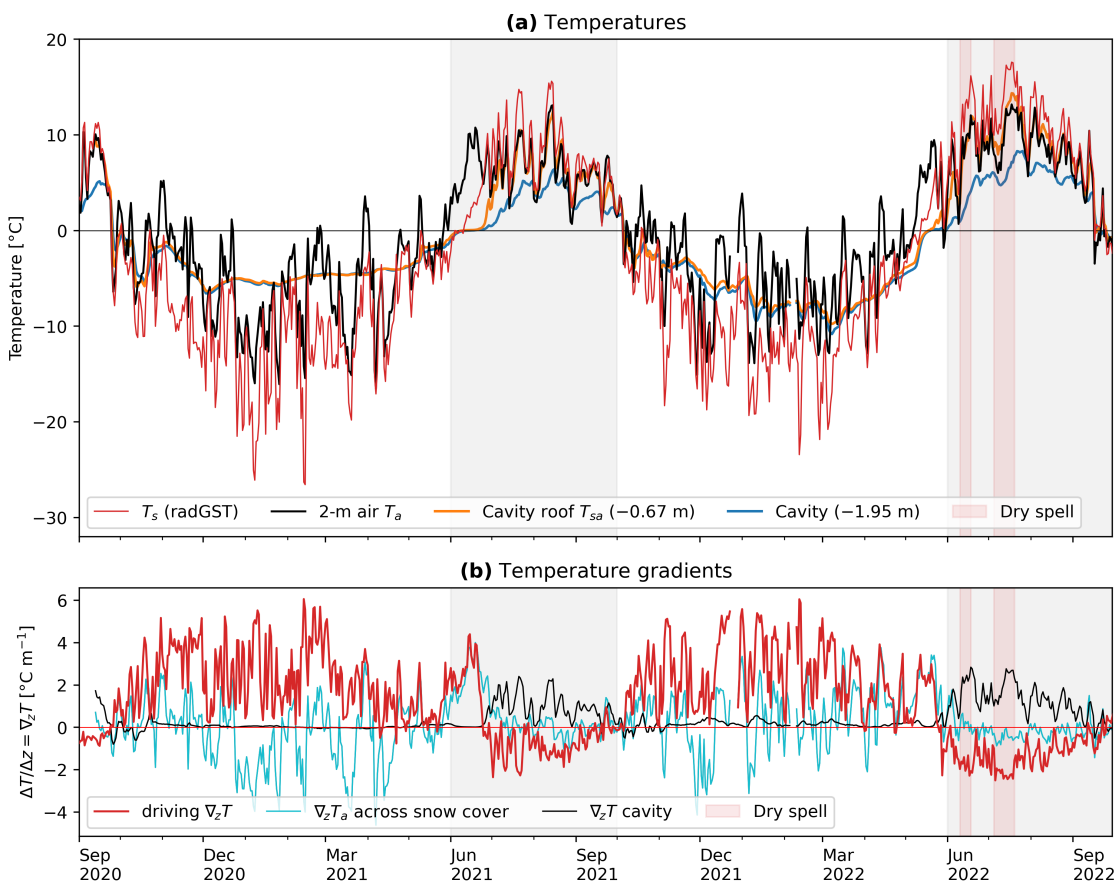 (a) Temperatures
Temperature [°C]
20
10
0
−10
−20
−30
T_s (radGST)
2-m air T_a
Cavity roof T_sa (−0.67 m)
Cavity (−1.95 m)
Dry spell
(b) Temperature gradients
ΔT/Δz = ∇_zT [°C m⁻¹]
6
4
2
0
−2
−4
driving ∇_zT
∇_zT_a across snow cover
∇_zT cavity
Dry spell
Sep 2020
Dec 2020
Mar 2021
Jun 2021
Sep 2021
Dec 2022
Mar 2022
Jun 2022
Sep 2022